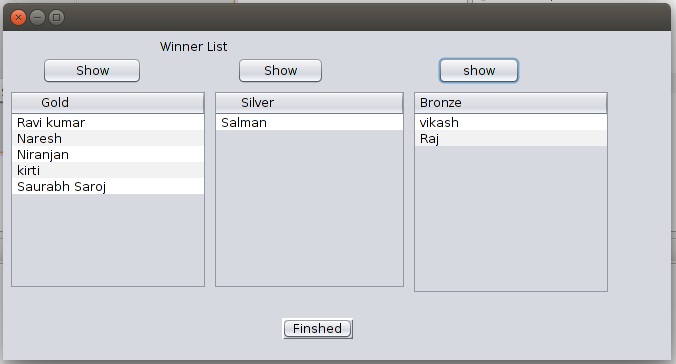 Winner List
Show Show show
Gold Silver Bronze
Ravi kumar Salman vikash
Naresh Raj
Niranjan
kirti
Saurabh Saroj
Finshed